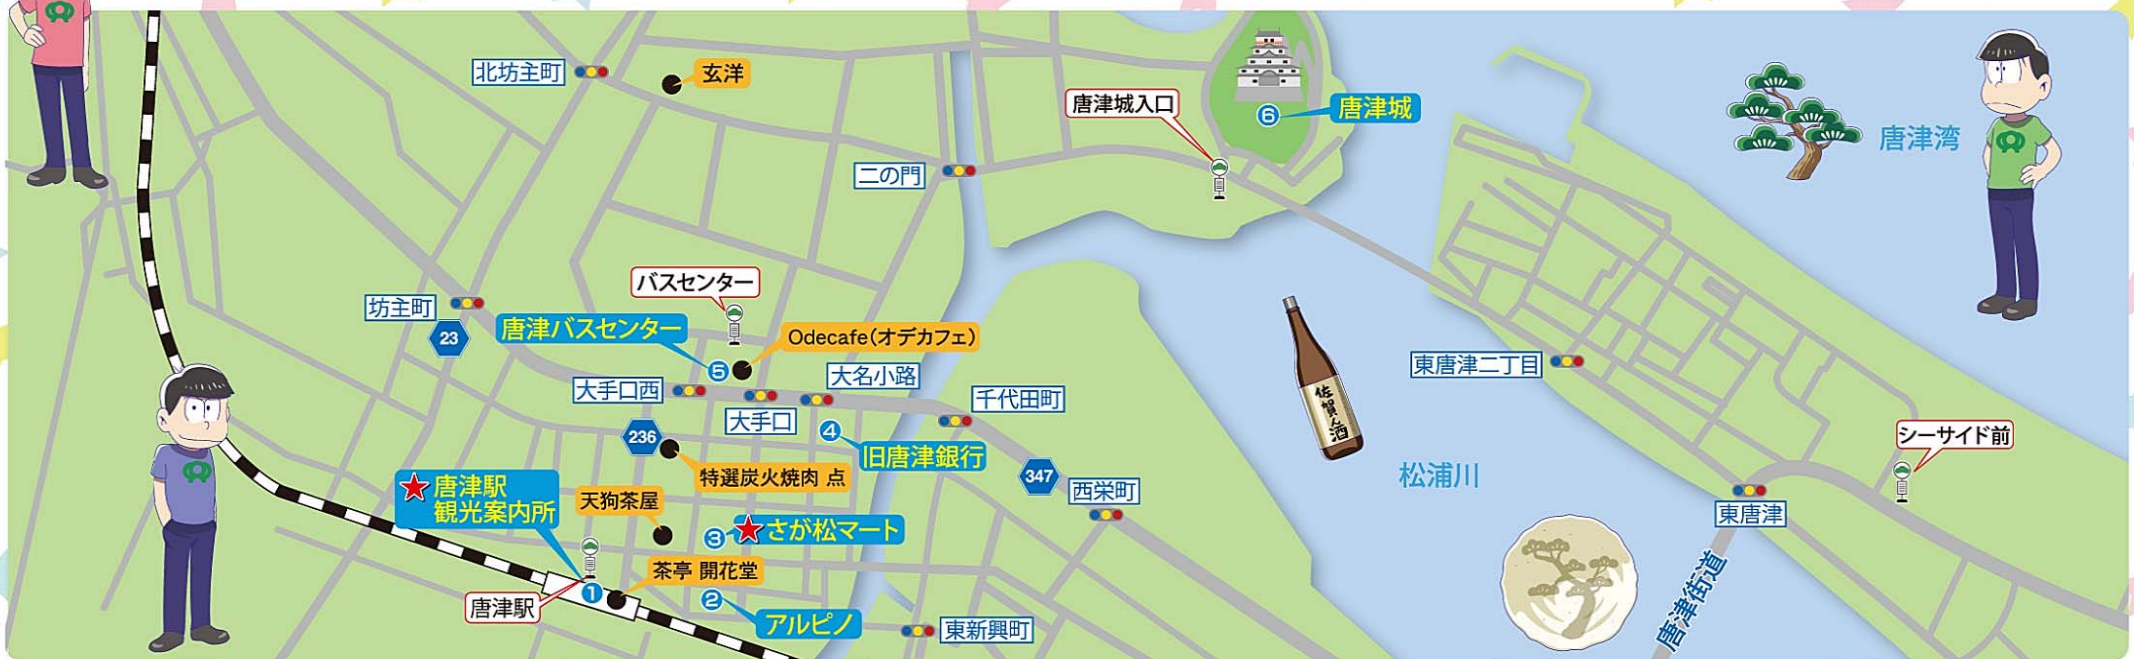 北坊主町
玄洋
唐津城入口
⑥
唐津城
唐津湾
二の門
バスセンター
坊主町
23
唐津バスセンター
⑤
Odecafe(オデカフェ)
大手口西
大名小路
大手口
千代田町
東唐津二丁目
佐賀ん酒
236
④
旧唐津銀行
特選炭火焼肉 点
347
西栄町
松浦川
シーサイド前
東唐津
唐津駅
観光案内所
天狗茶屋
③
さが松マート
茶亭 開花堂
唐津駅
①
②
アルピノ
東新興町
唐津街道